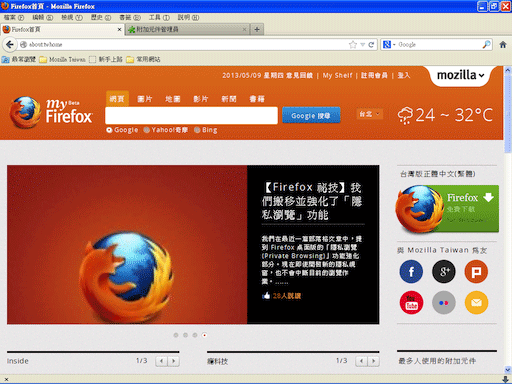 Firefox首頁 - Mozilla Firefox
檔案(F) 編輯(E) 檢視(V) 歷史(S) 書籤(B) 工具(T) 說明(H)
Firefox首頁
附加元件管理員
about:tw/home
Google
最常瀏覽 Mozilla Taiwan 新手上路 常用網站
2013/05/09 星期四 意見回饋 | My Shelf | 註冊會員 | 登入
mozilla
my Beta
Firefox
網頁 圖片 地圖 影片 新聞 書籍
Google 搜尋
台北
24 ~ 32°C
Google Yahoo!奇摩 Bing
【Firefox 祕技】我
們搬移並強化了「隱
私瀏覽」功能
我們在最近一篇部落格文章中，提
到 Firefox 桌面版的「隱私瀏覽
(Private Browsing)」功能強化
部分。現在即使開啟新的隱私視
窗，也不會中斷目前的瀏覽作
業。......
28人說讚
台灣版正體中文(繁體)
Firefox
免費下載
與 Mozilla Taiwan 為友
f
g+
You Tube
Inside 1/3
癮科技 1/3
最多人使用的附加元件